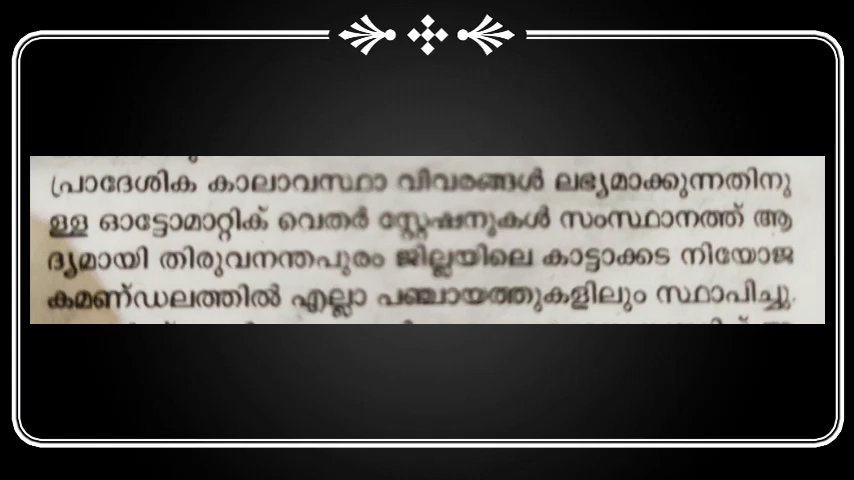 പ്രാദേശിക കാലാവസ്ഥാ വിവരങ്ങൾ ലഭ്യമാക്കുന്നതിനു
ള്ള ഓട്ടോമാറ്റിക് വെതർ സ്റ്റേഷനുകൾ സംസ്ഥാനത്ത് ആ
ദ്യമായി തിരുവനന്തപുരം ജില്ലയിലെ കാട്ടാക്കട നിയോജ
കമണ്ഡലത്തിൽ എല്ലാ പഞ്ചായത്തുകളിലും സ്ഥാപിച്ചു.